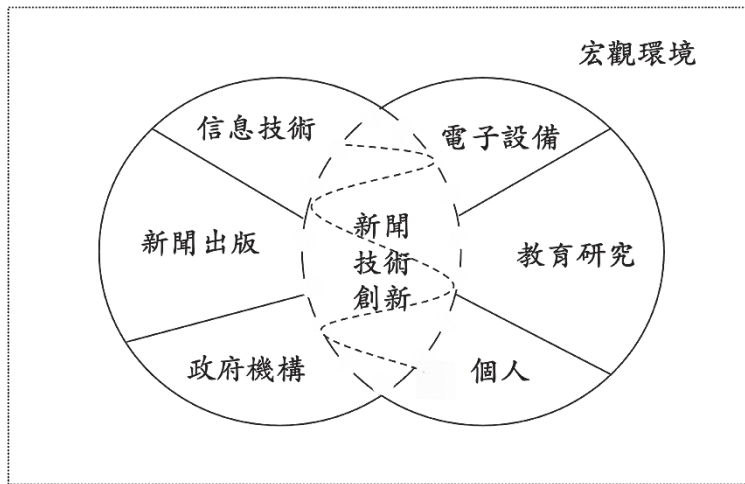 宏觀環境
信息技術
電子設備
新聞出版
新聞
技術
創新
教育研究
政府機構
個人